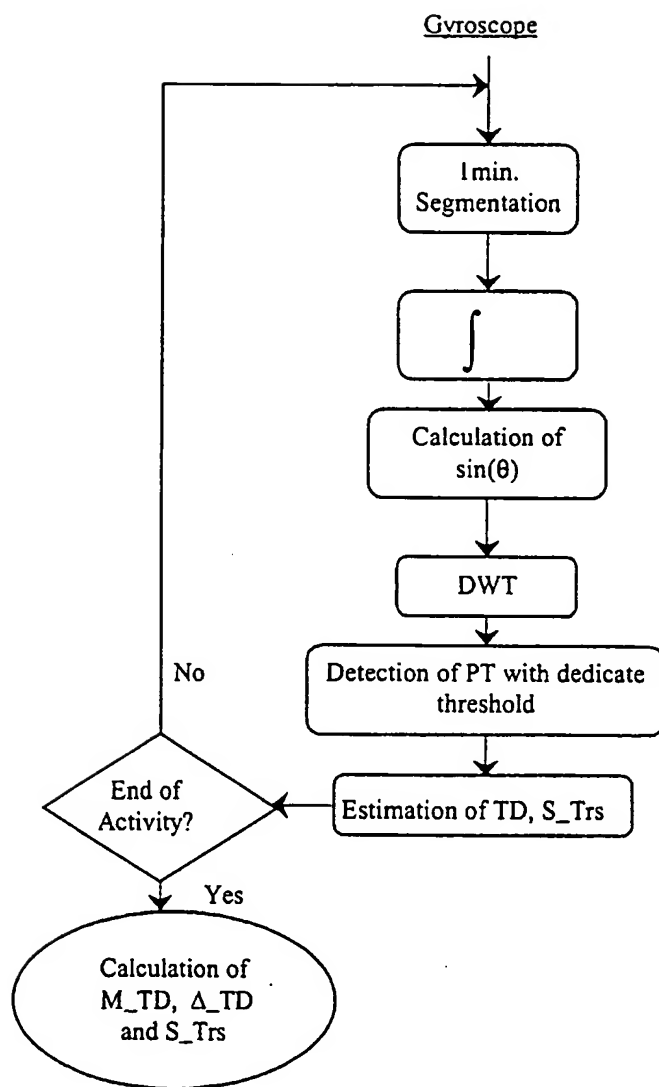 Gyroscope
1min.
Segmentation
∫
Calculation of
sin(θ)
DWT
Detection of PT with dedicate
threshold
Estimation of TD, S_Trs
End of
Activity?
No
Yes
Calculation of
M_TD, Δ_TD
and S_Trs